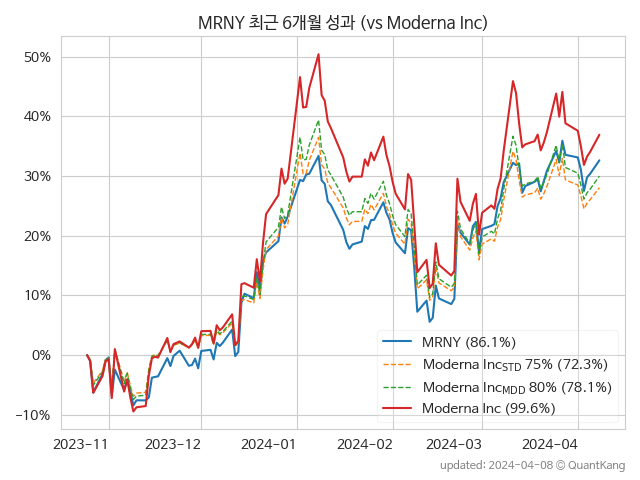 MRNY 최근 6개월 성과 (vs Moderna Inc)
50%
40%
30%
20%
10%
0%
−10%
MRNY (86.1%)
Moderna Inc_STD 75% (72.3%)
Moderna Inc_MDD 80% (78.1%)
Moderna Inc (99.6%)
2023-11 2023-12 2024-01 2024-02 2024-03 2024-04
updated: 2024-04-08 © QuantKang